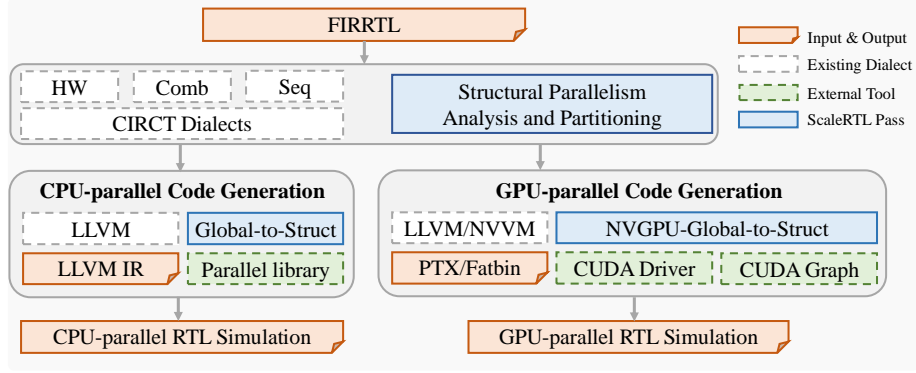 FIRRTL
Input & Output
Existing Dialect
External Tool
ScaleRTL Pass
HW
Comb
Seq
CIRCT Dialects
Structural Parallelism
Analysis and Partitioning
CPU-parallel Code Generation
LLVM
Global-to-Struct
LLVM IR
Parallel library
GPU-parallel Code Generation
LLVM/NVVM
NVGPU-Global-to-Struct
PTX/Fatbin
CUDA Driver
CUDA Graph
CPU-parallel RTL Simulation
GPU-parallel RTL Simulation